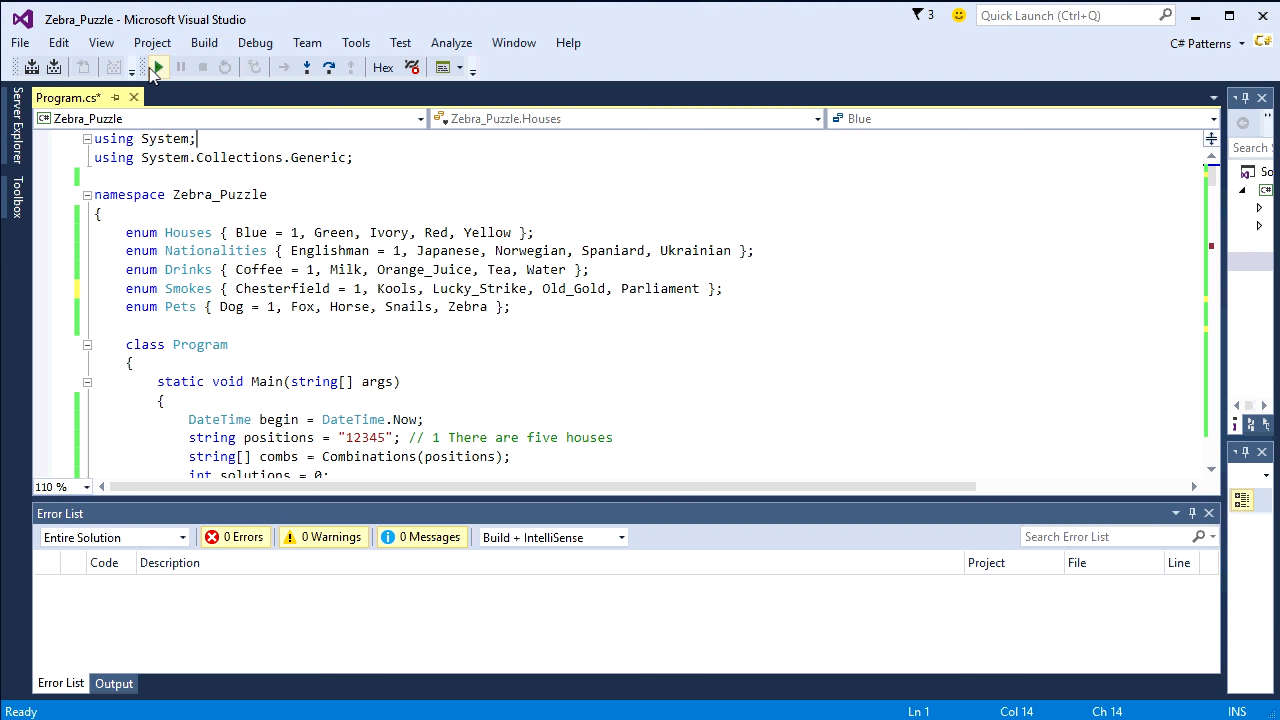 Zebra_Puzzle - Microsoft Visual Studio
3
Quick Launch (Ctrl+Q)
File Edit View Project Build Debug Team Tools Test Analyze Window Help
C# Patterns
Hex
Server Explorer
Toolbox
Program.cs*
Zebra_Puzzle
Zebra_Puzzle.Houses
Blue
using System;
using System.Collections.Generic;
namespace Zebra_Puzzle
{
enum Houses { Blue = 1, Green, Ivory, Red, Yellow };
enum Nationalities { Englishman = 1, Japanese, Norwegian, Spaniard, Ukrainian };
enum Drinks { Coffee = 1, Milk, Orange_Juice, Tea, Water };
enum Smokes { Chesterfield = 1, Kools, Lucky_Strike, Old_Gold, Parliament };
enum Pets { Dog = 1, Fox, Horse, Snails, Zebra };
class Program
{
static void Main(string[] args)
{
DateTime begin = DateTime.Now;
string positions = "12345"; // 1 There are five houses
string[] combs = Combinations(positions);
int solutions = 0;
110 %
Search
So
Error List
Entire Solution
0 Errors
0 Warnings
0 Messages
Build + IntelliSense
Search Error List
Code Description Project File Line
Error List Output
Ready Ln 1 Col 14 Ch 14 INS